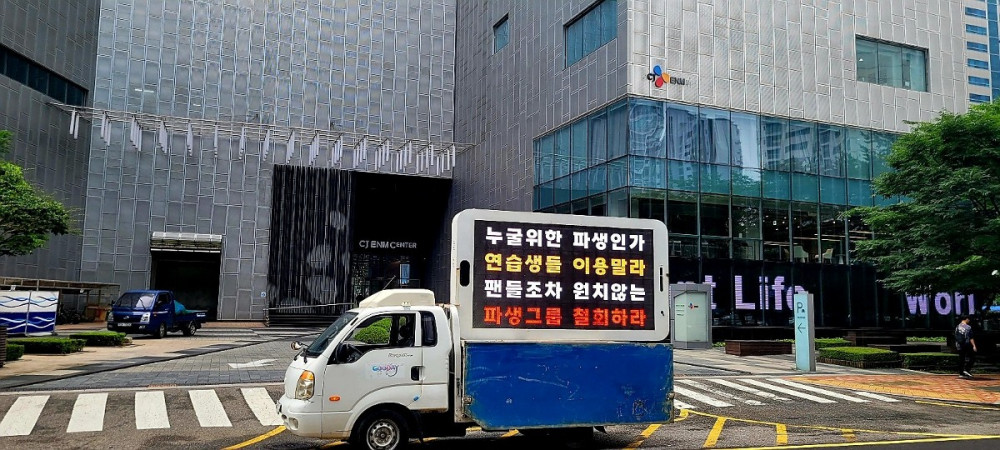 CJ ENM
CJ ENM CENTER
누굴위한 파생인가
연습생들 이용말라
팬들조차 원치않는
파생그룹 철회하라
t Life
Wor
P